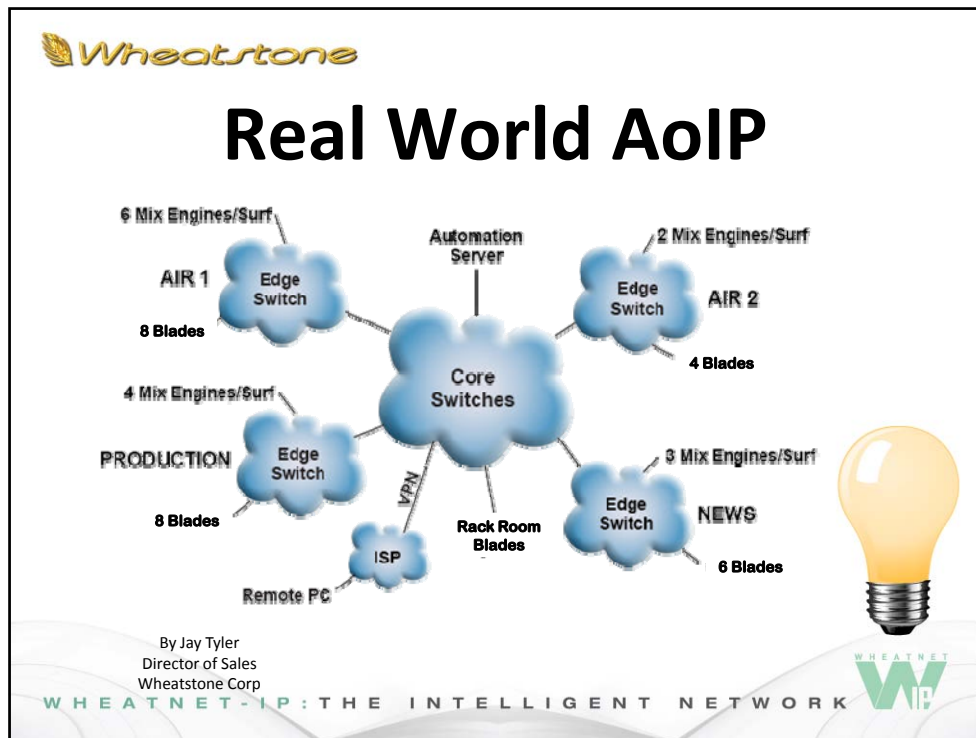 Wheatstone
Real World AoIP
6 Mix Engines/Surf
AIR 1
Edge
Switch
8 Blades
Automation
Server
2 Mix Engines/Surf
Edge
Switch
AIR 2
4 Blades
Core
Switches
4 Mix Engines/Surf
PRODUCTION
Edge
Switch
8 Blades
VPN
ISP
Remote PC
Rack Room
Blades
3 Mix Engines/Surf
Edge
Switch
NEWS
6 Blades
By Jay Tyler
Director of Sales
Wheatstone Corp
WHEATNET-IP: THE INTELLIGENT NETWORK
WHEATNET
W IP